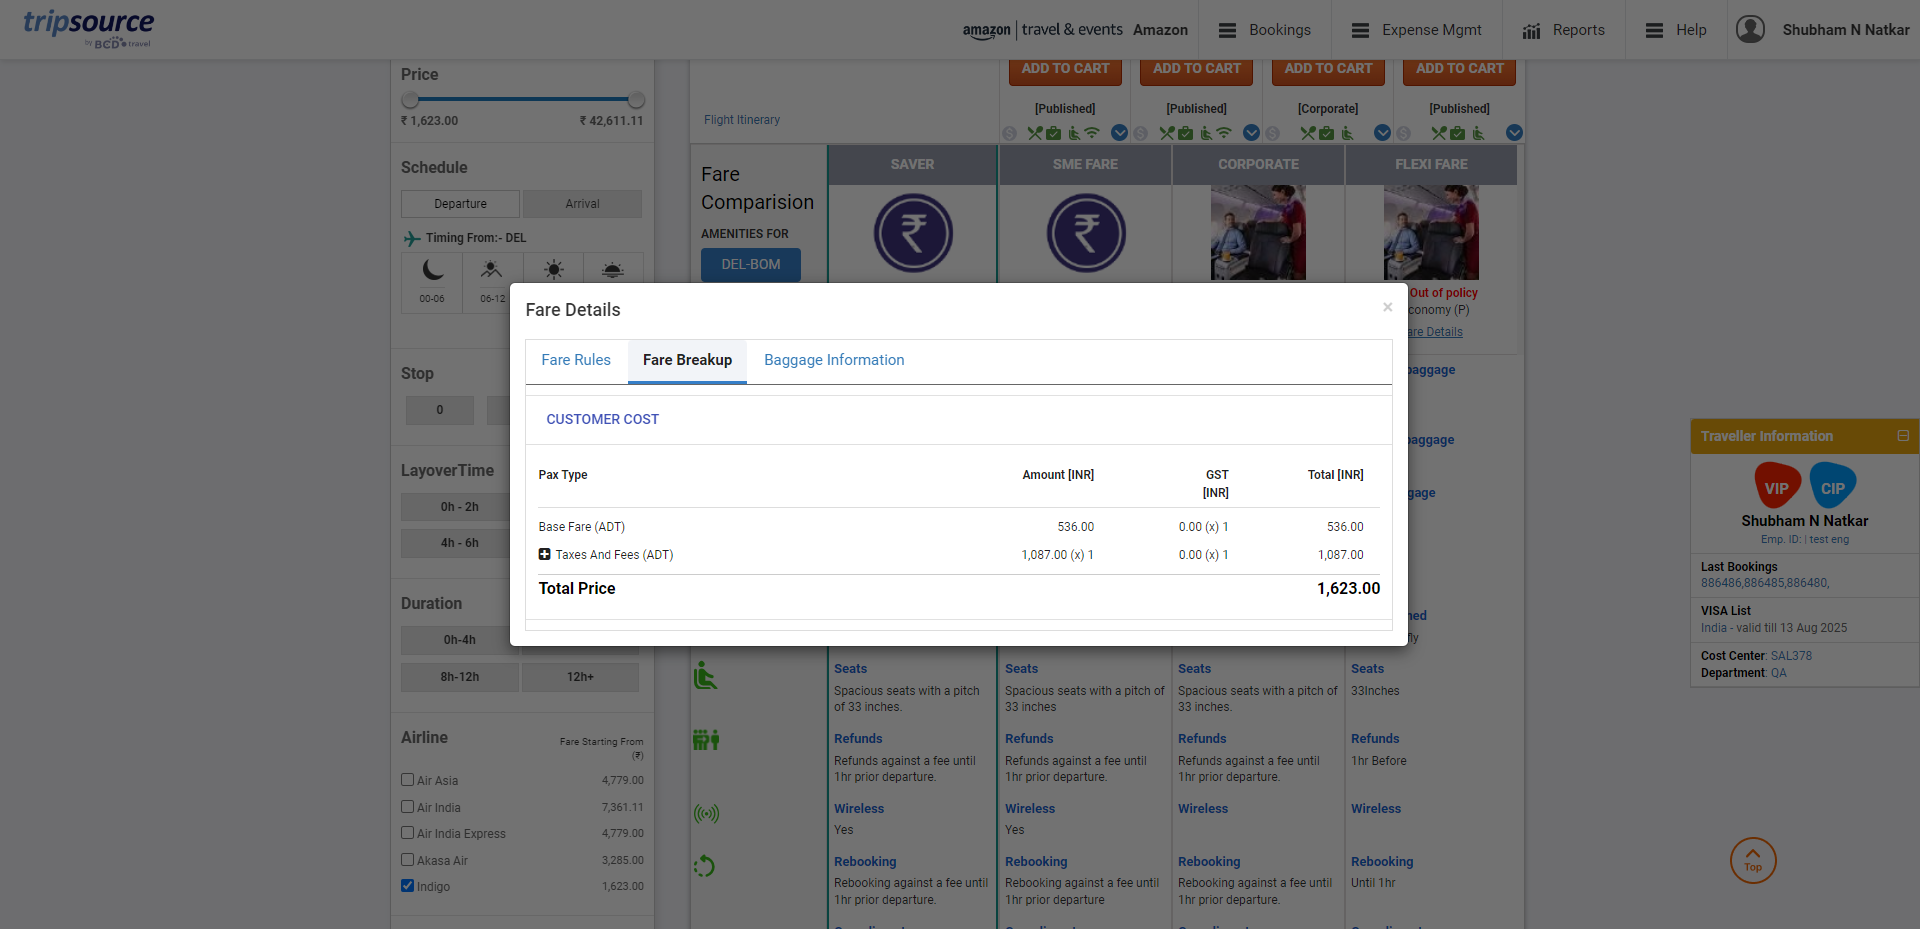 tripsource
by BCD travel
amazon | travel & events Amazon
Bookings
Expense Mgmt
Reports
Help
Shubham N Natkar
Price
₹ 1,623.00 ₹ 42,611.11
Schedule
Departure Arrival
Timing From:- DEL
00-06 06-12
Stop
0
LayoverTime
0h - 2h
4h - 6h
Duration
0h-4h
8h-12h 12h+
Airline Fare Starting From
(₹)
Air Asia 4,779.00
Air India 7,361.11
Air India Express 4,779.00
Akasa Air 3,285.00
Indigo 1,623.00
ADD TO CART ADD TO CART ADD TO CART ADD TO CART
[Published] [Published] [Corporate] [Published]
Flight Itinerary
Fare
Comparision
AMENITIES FOR
DEL-BOM
SAVER SME FARE CORPORATE FLEXI FARE
Out of policy
conomy (P)
are Details
baggage
baggage
gage
ned
fly
Fare Details
×
Fare Rules Fare Breakup Baggage Information
CUSTOMER COST
Pax Type Amount [INR] GST Total [INR]
[INR]
Base Fare (ADT) 536.00 0.00 (x) 1 536.00
Taxes And Fees (ADT) 1,087.00 (x) 1 0.00 (x) 1 1,087.00
Total Price 1,623.00
Seats Seats Seats Seats
Spacious seats with a pitch Spacious seats with a pitch of Spacious seats with a pitch of 33Inches
of 33 inches. 33 inches 33 inches.
Refunds Refunds Refunds Refunds
Refunds against a fee until Refunds against a fee until Refunds against a fee until 1hr Before
1hr prior departure. 1hr prior departure. 1hr prior departure.
Wireless Wireless Wireless Wireless
Yes Yes
Rebooking Rebooking Rebooking Rebooking
Rebooking against a fee until Rebooking against a fee until Rebooking against a fee until Until 1hr
1hr prior departure. 1hr prior departure 1hr prior departure.
Traveller Information
VIP CIP
Shubham N Natkar
Emp. ID: | test eng
Last Bookings
886486,886485,886480,
VISA List
India - valid till 13 Aug 2025
Cost Center: SAL378
Department: QA
Top